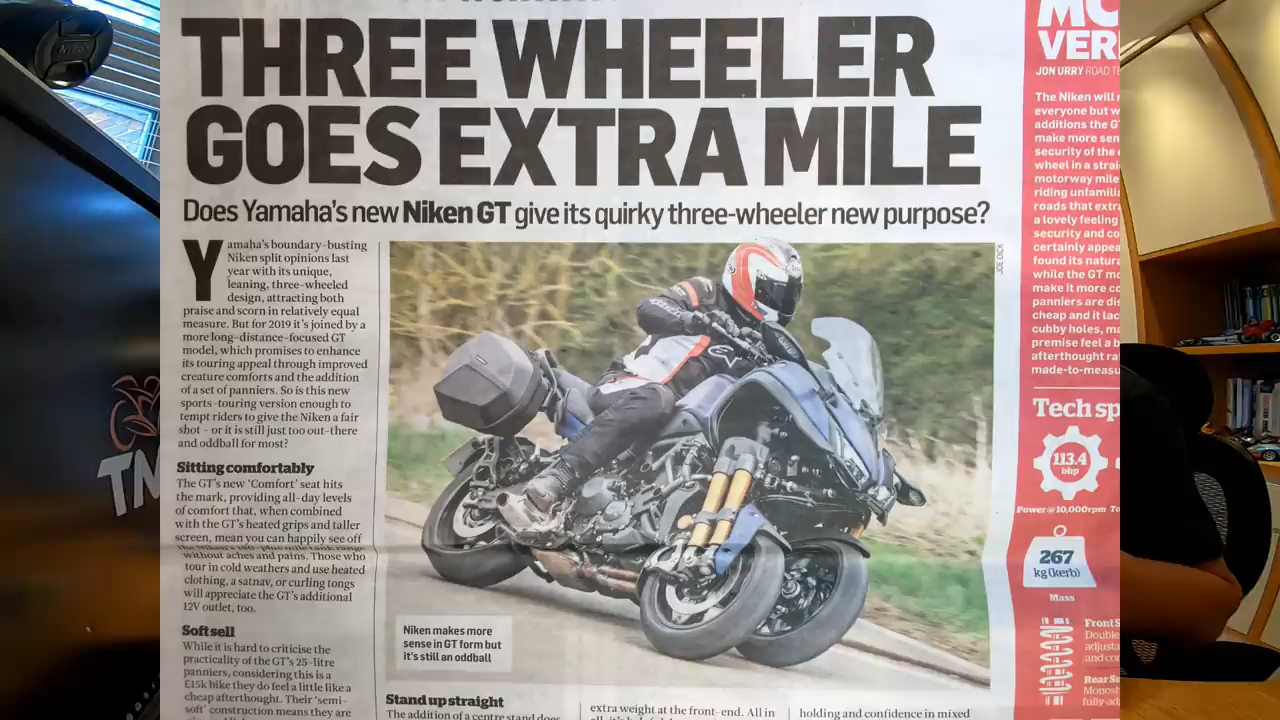 THREE WHEELER
GOES EXTRA MILE
Does Yamaha's new Niken GT give its quirky three-wheeler new purpose?
Yamaha's boundary-busting
Niken split opinions last
year with its unique,
leaning, three-wheeled
design, attracting both
praise and scorn in relatively equal
measure. But for 2019 it's joined by a
more long-distance-focused GT
model, which promises to enhance
its touring appeal through improved
creature comforts and the addition
of a set of panniers. So is this new
sports-touring version enough to
tempt riders to give the Niken a fair
shot - or it is still just too out-there
and oddball for most?
Sitting comfortably
The GT's new 'Comfort' seat hits
the mark, providing all-day levels
of comfort that, when combined
with the GT's heated grips and taller
screen, mean you can happily see off
without aches and pains. Those who
tour in cold weathers and use heated
clothing, a satnav, or curling tongs
will appreciate the GT's additional
12V outlet, too.
Soft sell
While it is hard to criticise the
practicality of the GT's 25-litre
panniers, considering this is a
£15k bike they do feel a little like a
cheap afterthought. Their 'semi-
soft' construction means they are
JOE DICK
Niken makes more
sense in GT form but
it's still an oddball
Stand up straight
The addition of a centre stand does
extra weight at the front-end. All in
holding and confidence in mixed
MC
VER
JON URRY ROAD TE
The Niken will
everyone but w
additions the G
make more sen
security of the
wheel in a strai
motorway mile
riding unfamili
roads that extr
a lovely feeling
security and co
certainly appea
found its natura
while the GT mo
make it more co
panniers are dis
cheap and it lac
cubby holes, ma
premise feel a b
afterthought ra
made-to-measu
Tech sp
113.4
bhp
Power@10,000rpm To
267
kg (kerb)
Mass
Front S
Double
adjusta
and co
Rear Su
Monosh
fully-ad
Nikon
TM